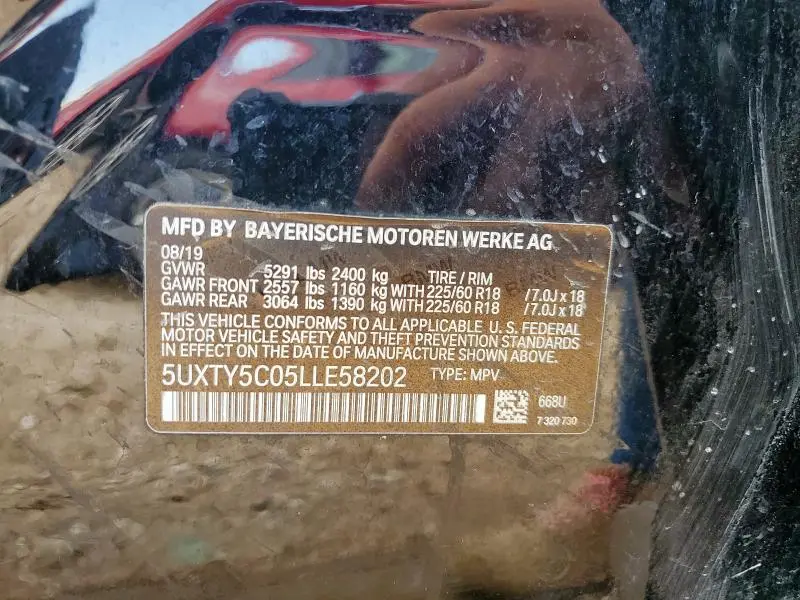 MFD BY BAYERISCHE MOTOREN WERKE AG
08/19
GVWR 5291 lbs 2400 kg TIRE / RIM
GAWR FRONT 2557 lbs 1160 kg WITH 225/60 R18 /7.0J x 18
GAWR REAR 3064 lbs 1390 kg WITH 225/60 R18 /7.0J x 18
THIS VEHICLE CONFORMS TO ALL APPLICABLE U. S. FEDERAL
MOTOR VEHICLE SAFETY AND THEFT PREVENTION STANDARDS
IN EFFECT ON THE DATE OF MANUFACTURE SHOWN ABOVE.
5UXTY5C05LLE58202 TYPE: MPV
668U
7 320 730